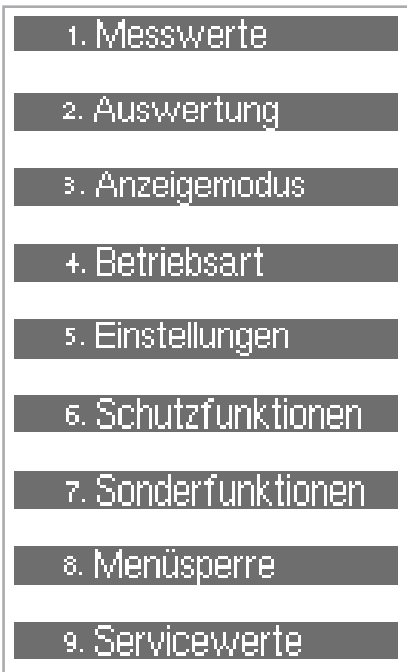 1. Messwerte
2. Auswertung
3. Anzeigemodus
4. Betriebsart
5. Einstellungen
6. Schutzfunktionen
7. Sonderfunktionen
8. Menüsperre
9. Servicewerte